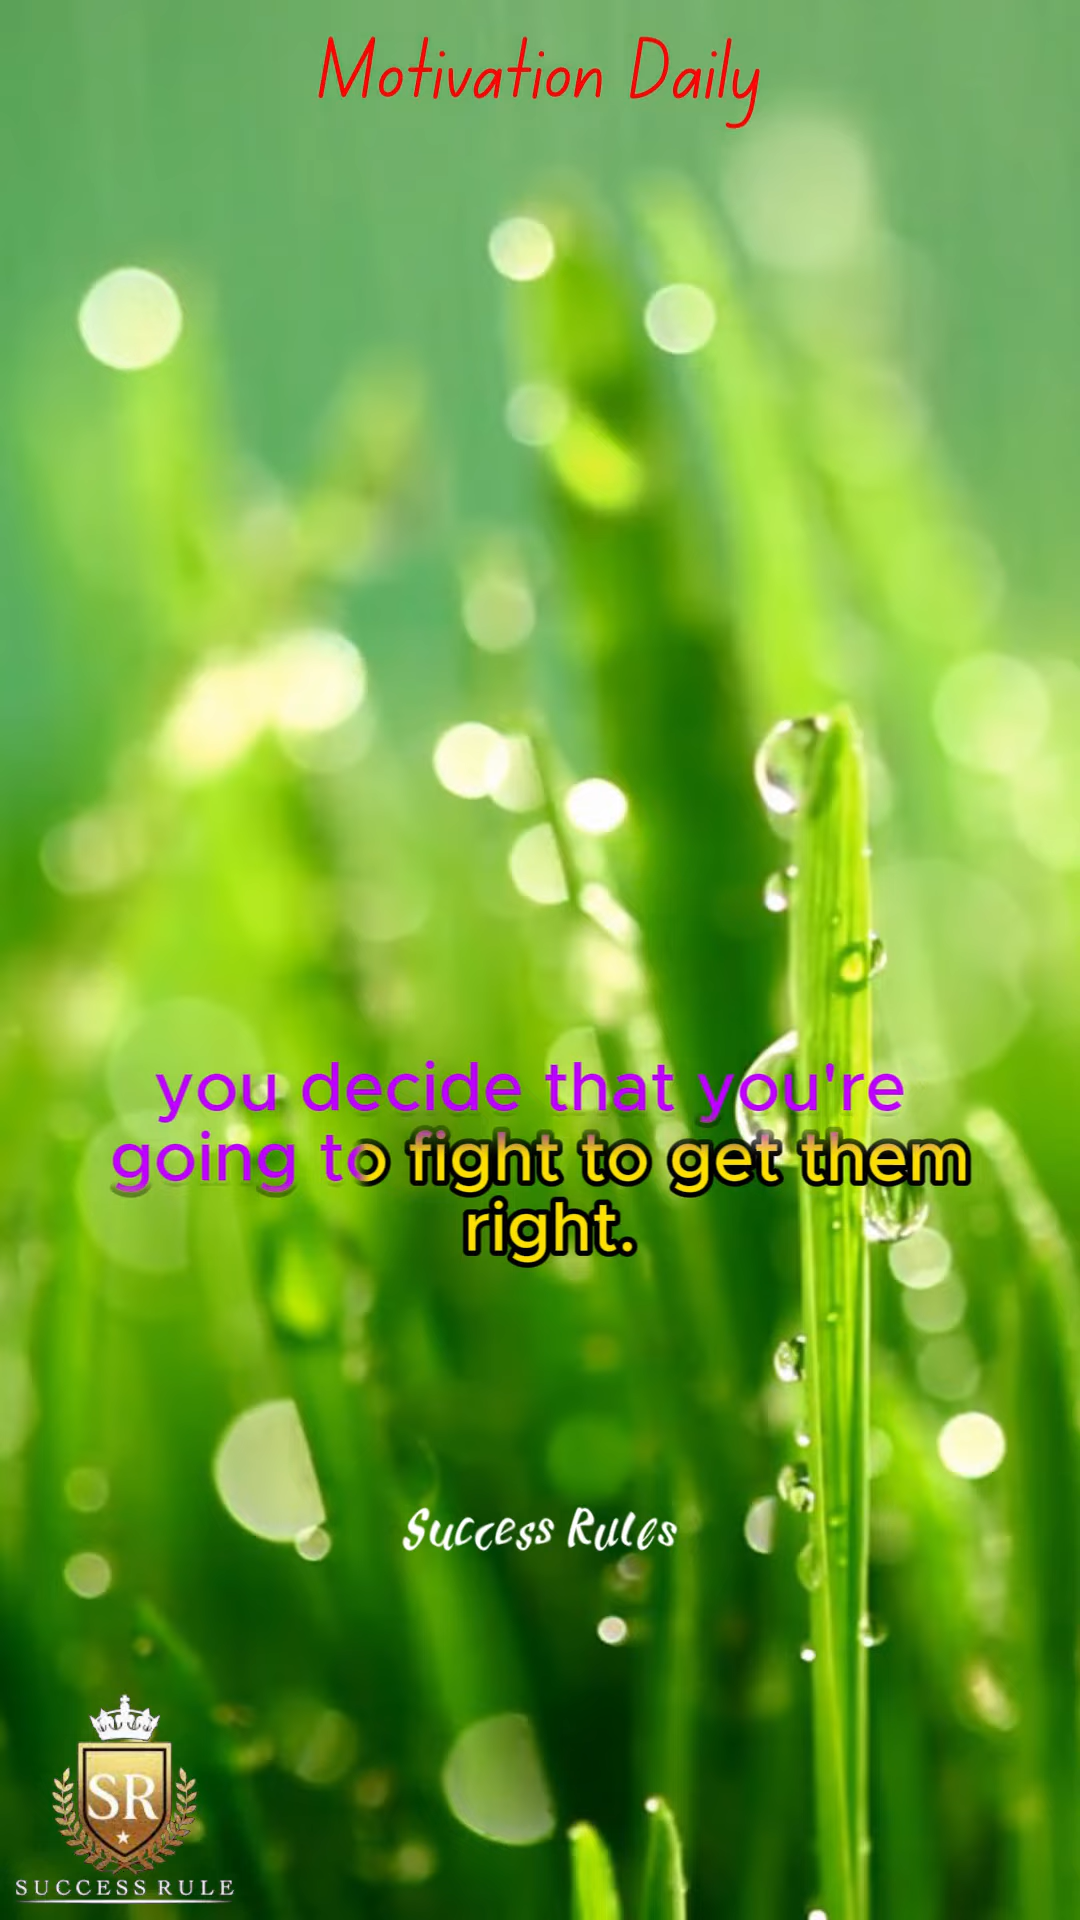 Motivation Daily
you decide that you're
going to fight to get them
right.
Success Rules
SR
SUCCESS RULE